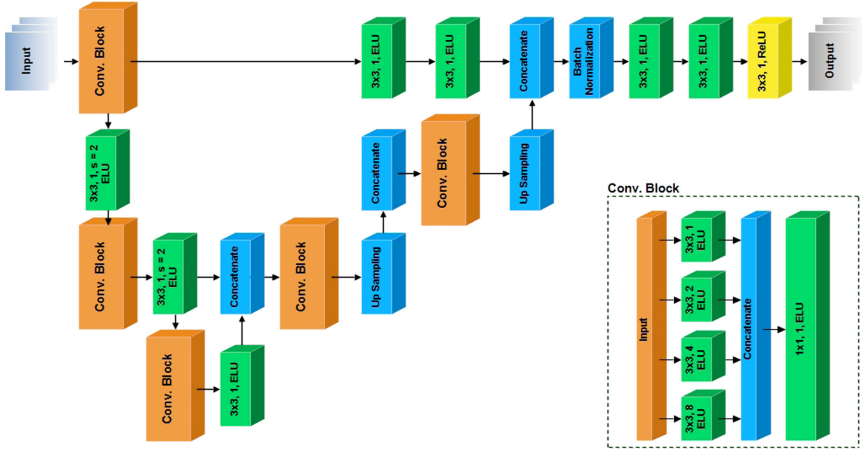 Input
Conv. Block
3x3, 1, ELU
3x3, 1, ELU
Concatenate
Batch
Normalization
3x3, 1, ELU
3x3, 1, ELU
3x3, 1, ReLU
Output
3x3, 1, s = 2
ELU
Concatenate
Conv. Block
Up Sampling
Conv. Block
3x3, 1, s = 2
ELU
Concatenate
Conv. Block
Up Sampling
Conv. Block
3x3, 1, ELU
Conv. Block
Input
3x3, 1
ELU
3x3, 2
ELU
3x3, 4
ELU
3x3, 8
ELU
Concatenate
1x1, 1, ELU